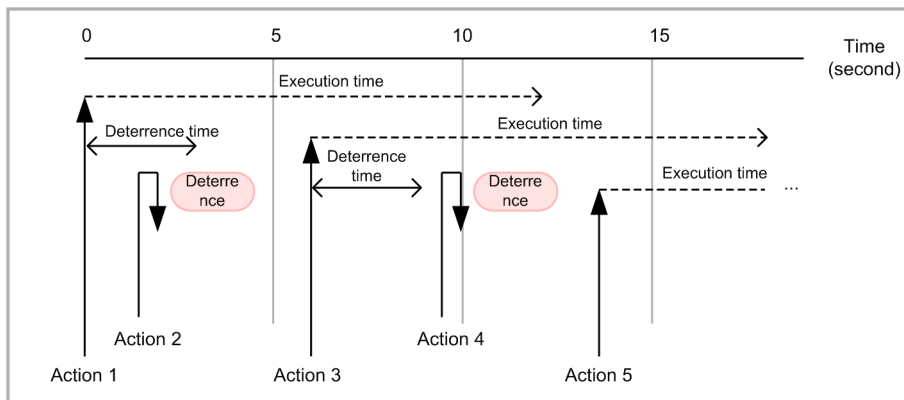 0
5
10
15
Time
(second)
Execution time
Deterrence time
Execution time
Deterrence
time
Execution time
Deterre
nce
Deterre
nce
...
Action 2
Action 4
Action 1
Action 3
Action 5